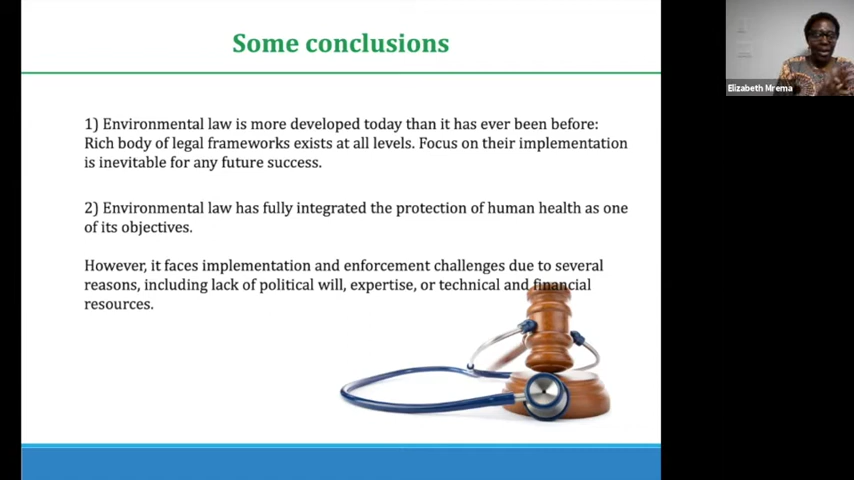 Some conclusions
Elizabeth Mrema
1) Environmental law is more developed today than it has ever been before:
Rich body of legal frameworks exists at all levels. Focus on their implementation
is inevitable for any future success.
2) Environmental law has fully integrated the protection of human health as one
of its objectives.
However, it faces implementation and enforcement challenges due to several
reasons, including lack of political will, expertise, or technical and financial
resources.